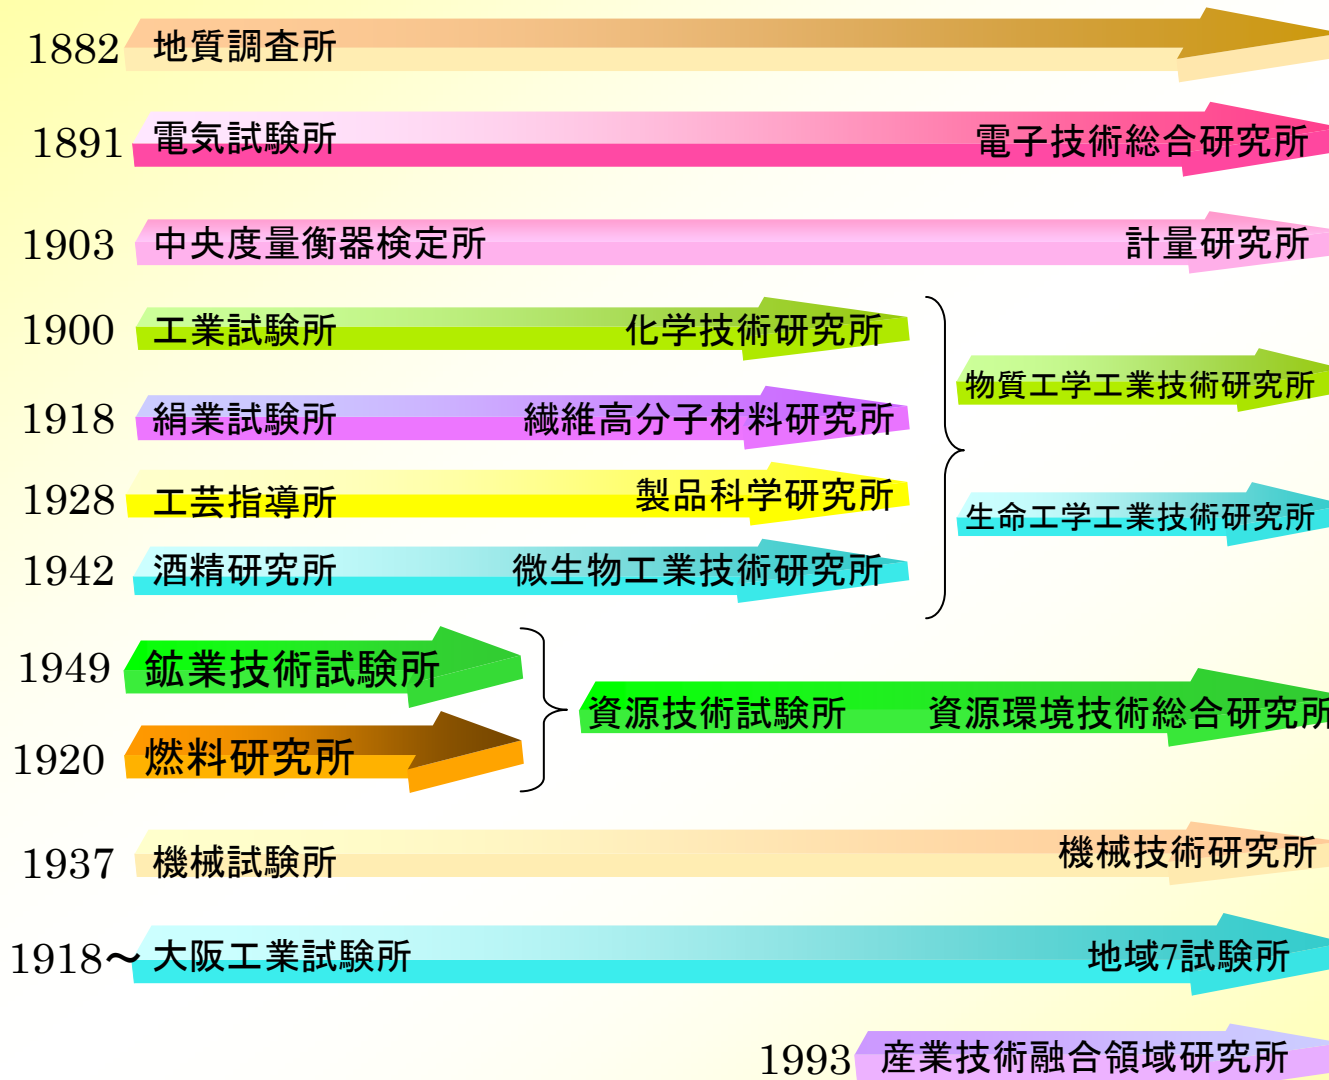 1882 地質調査所
1891 電気試験所 電子技術総合研究所
1903 中央度量衡器検定所 計量研究所
1900 工業試験所 化学技術研究所
物質工学工業技術研究所
1918 絹業試験所 繊維高分子材料研究所
1928 工芸指導所 製品科学研究所
生命工学工業技術研究所
1942 酒精研究所 微生物工業技術研究所
1949 鉱業技術試験所
資源技術試験所 資源環境技術総合研究所
1920 燃料研究所
1937 機械試験所 機械技術研究所
1918～ 大阪工業試験所 地域7試験所
1993 産業技術融合領域研究所